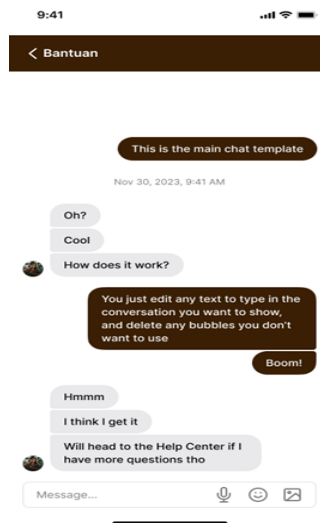 9:41
Bantuan
This is the main chat template
Nov 30, 2023, 9:41 AM
Oh?
Cool
How does it work?
You just edit any text to type in the
conversation you want to show,
and delete any bubbles you don't
want to use
Boom!
Hmmm
I think I get it
Will head to the Help Center if I
have more questions tho
Message...